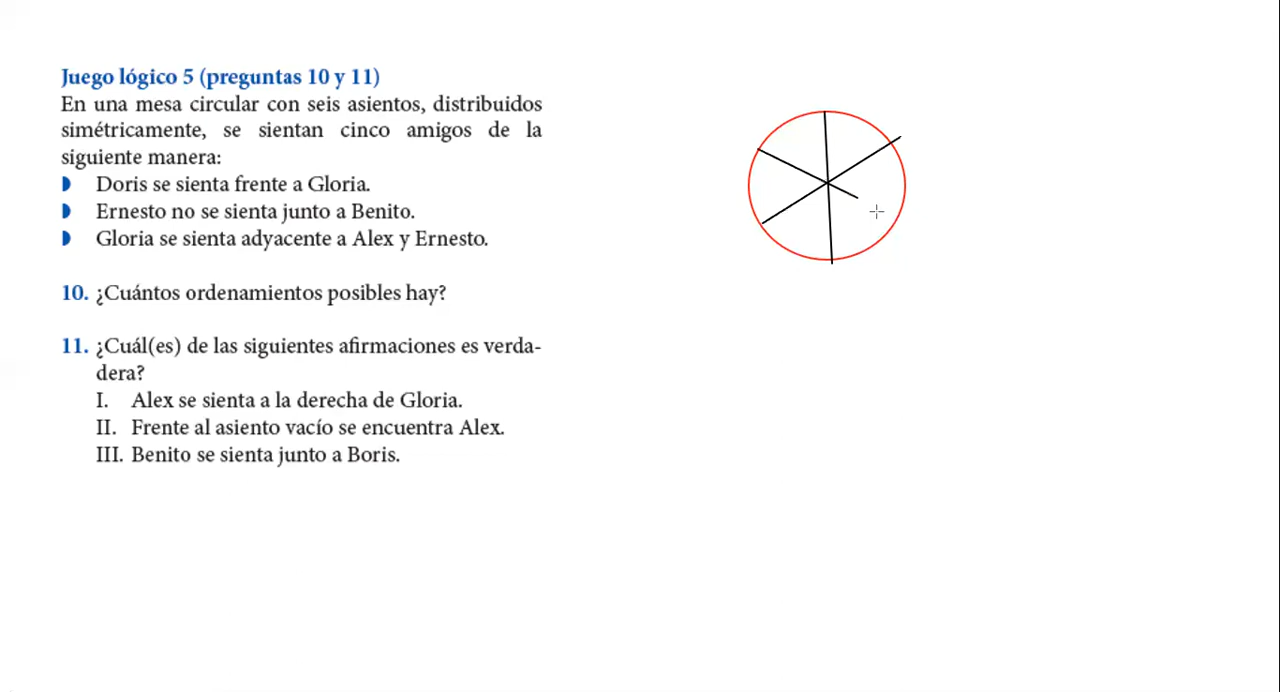 Juego lógico 5 (preguntas 10 y 11)
En una mesa circular con seis asientos, distribuidos
simétricamente, se sientan cinco amigos de la
siguiente manera:
Doris se sienta frente a Gloria.
Ernesto no se sienta junto a Benito.
Gloria se sienta adyacente a Alex y Ernesto.
10. ¿Cuántos ordenamientos posibles hay?
11. ¿Cuál(es) de las siguientes afirmaciones es verda-
dera?
I. Alex se sienta a la derecha de Gloria.
II. Frente al asiento vacío se encuentra Alex.
III. Benito se sienta junto a Boris.